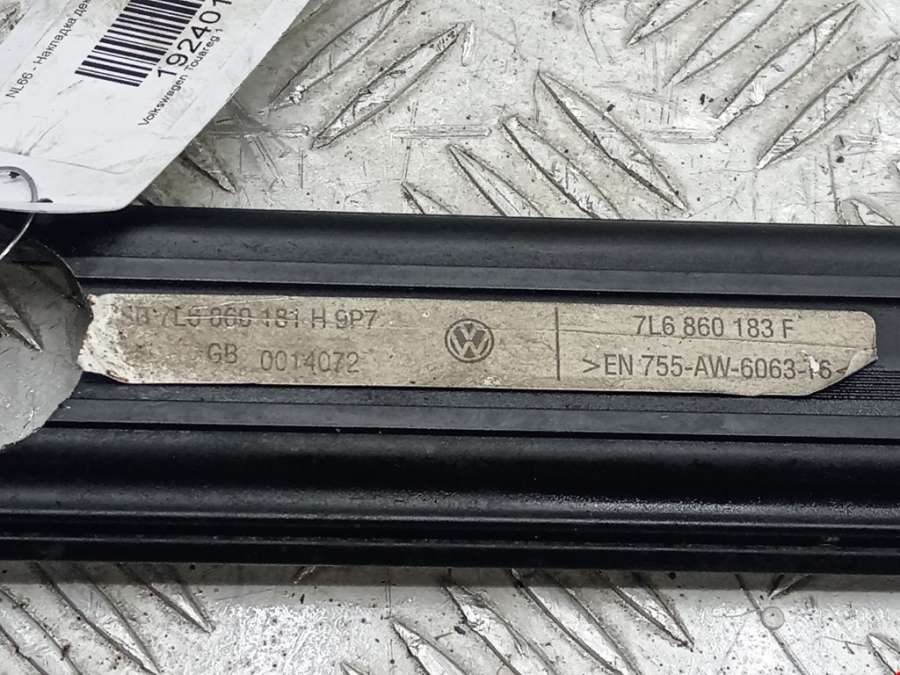 NL66 - Накладка
192401
Volkswagen Touareg 1
7L6 860 181 H 9P7
GB 0014072
7L6 860 183 F
>EN 755-AW-6063-T6<